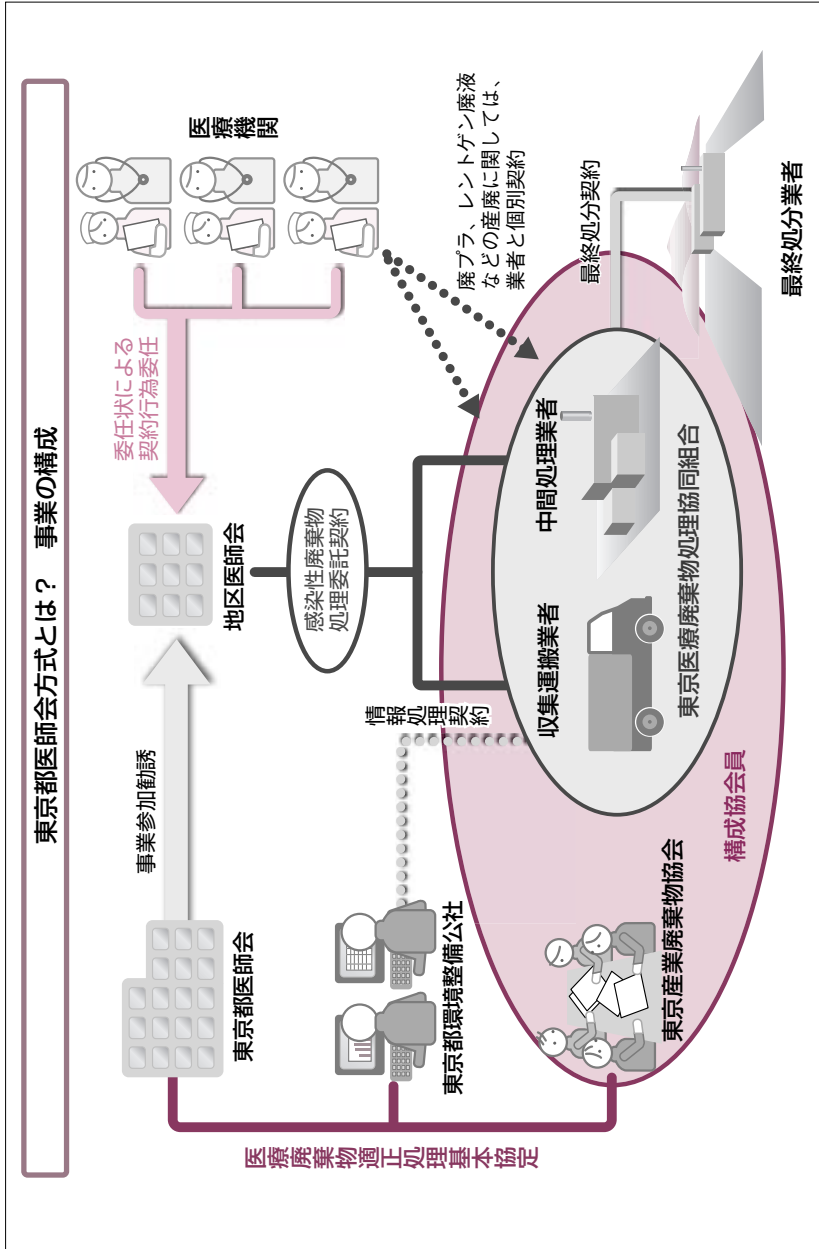 東京都医師会方式とは？　事業の構成
医療機関
委任状による
契約行為委任
事業参加勧誘
東京都医師会
地区医師会
廃プラ、レントゲン廃液
などの産廃に関しては、
業者と個別契約
感染性廃棄物
処理委託契約
医療廃棄物適正処理基本協定
東京都環境整備公社
情報処理契約
最終処分契約
収集運搬業者
中間処理業者
東京医療廃棄物処理協同組合
東京産業廃棄物協会
構成協会員
最終処分業者